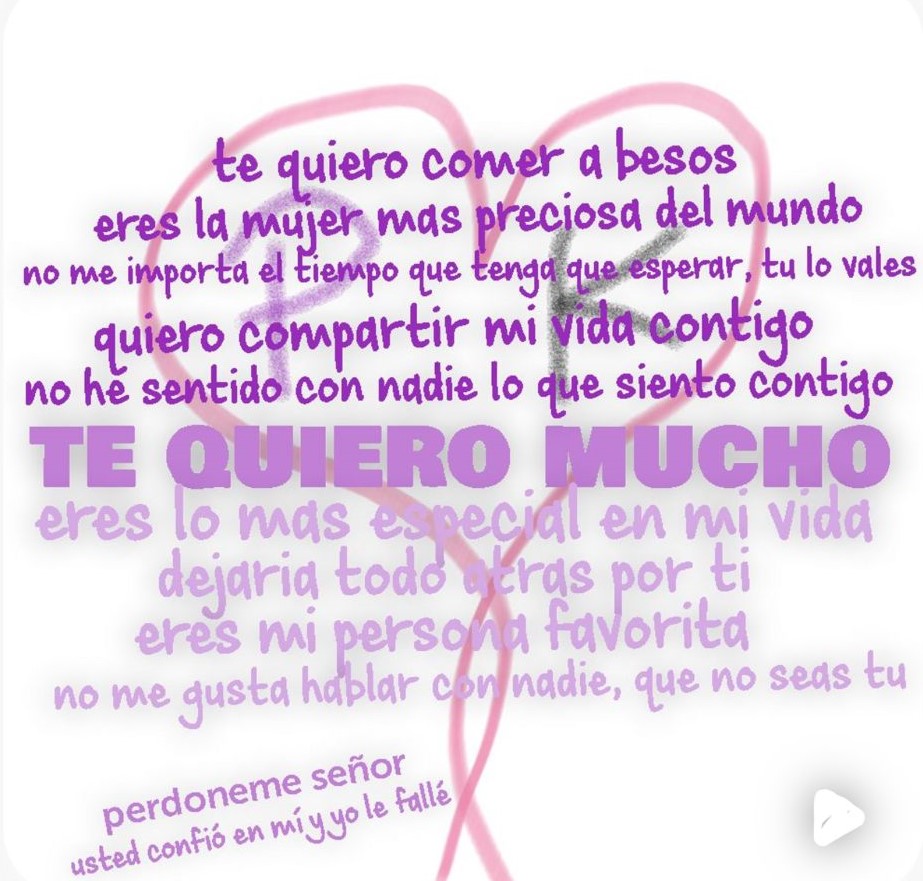 te quiero comer a besos
eres la mujer mas preciosa del mundo
no me importa el tiempo que tenga que esperar, tu lo vales
P K
quiero compartir mi vida contigo
no he sentido con nadie lo que siento contigo
TE QUIERO MUCHO
eres lo mas especial en mi vida
dejaria todo atras por ti
eres mi persona favorita
no me gusta hablar con nadie, que no seas tu
perdoneme señor
usted confió en mí y yo le fallé